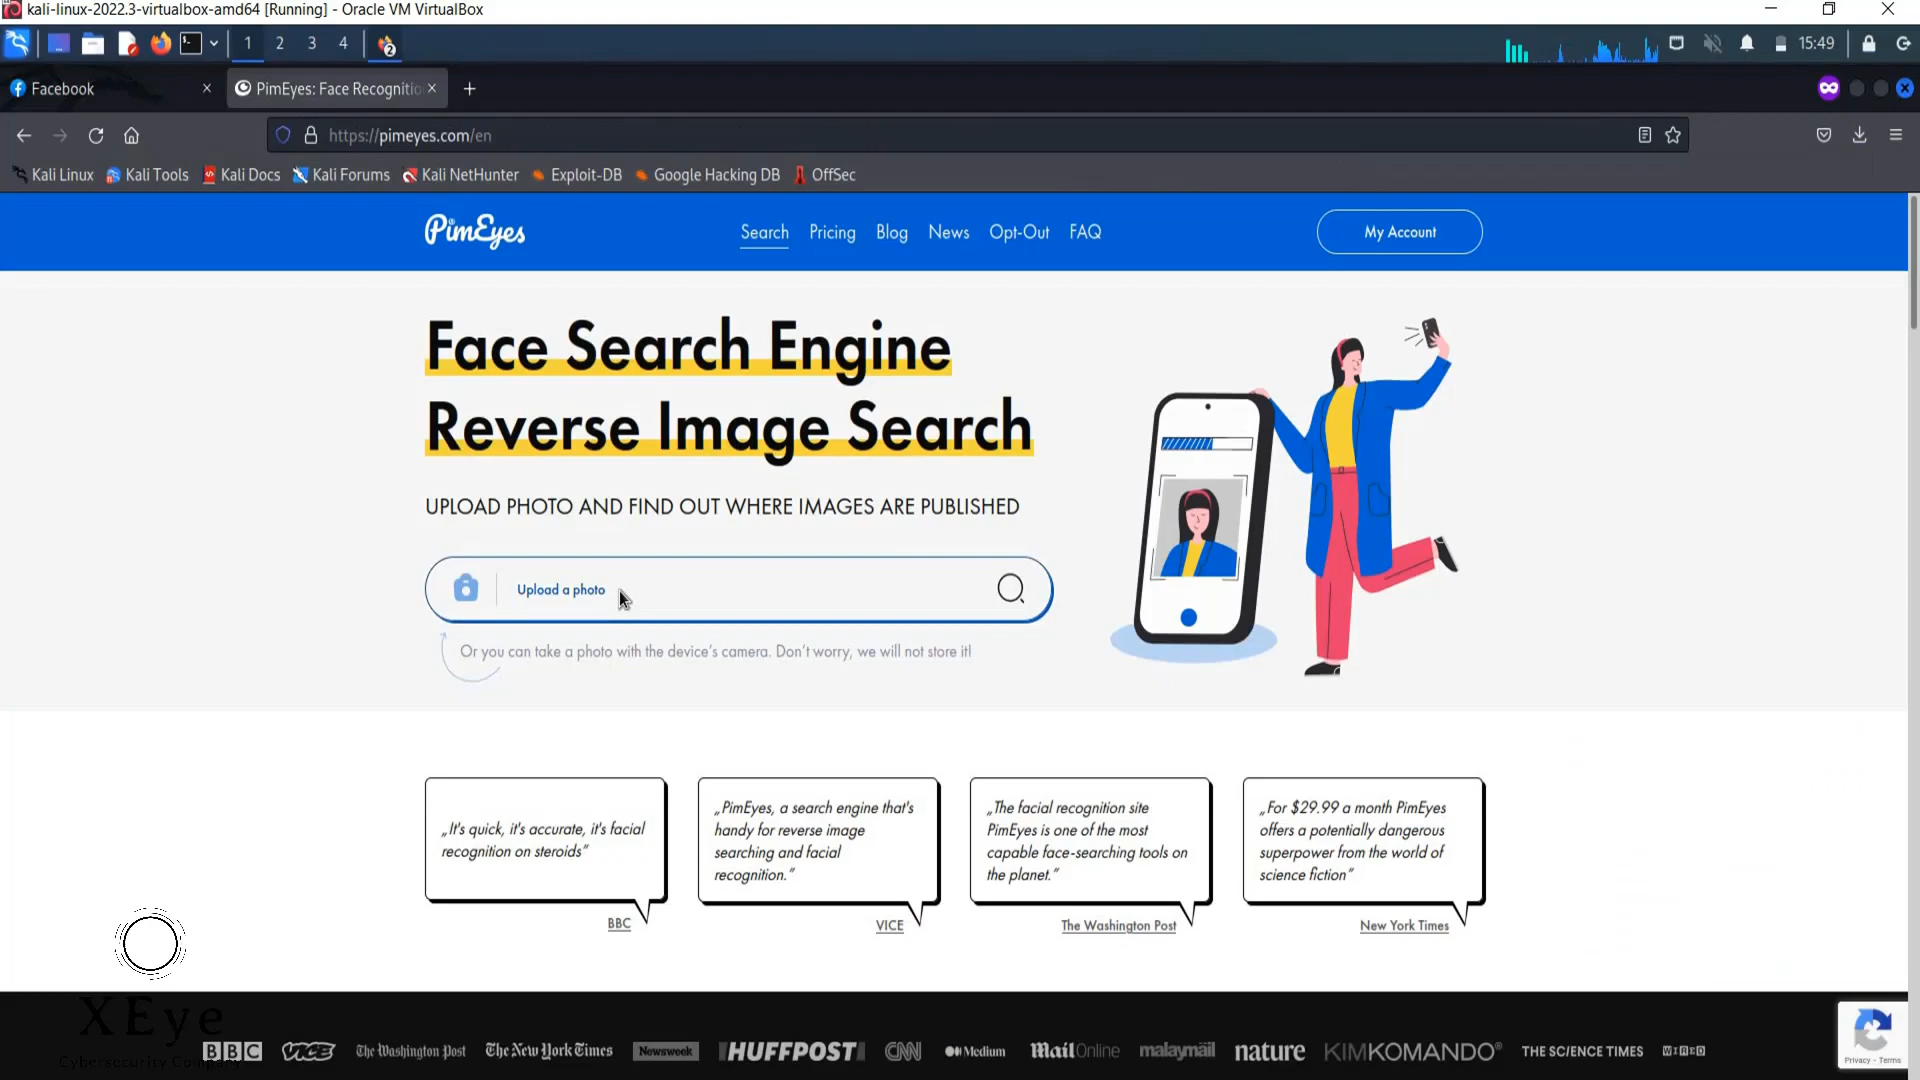 kali-linux-2022.3-virtualbox-amd64 [Running] - Oracle VM VirtualBox
1 2 3 4 2 15:49
Facebook PimEyes: Face Recognitio
https://pimeyes.com/en
Kali Linux Kali Tools Kali Docs Kali Forums Kali NetHunter Exploit-DB Google Hacking DB OffSec
PimEyes Search Pricing Blog News Opt-Out FAQ My Account
Face Search Engine
Reverse Image Search
UPLOAD PHOTO AND FIND OUT WHERE IMAGES ARE PUBLISHED
Upload a photo
Or you can take a photo with the device's camera. Don't worry, we will not store it!
„It's quick, it's accurate, it's facial
recognition on steroids”
BBC
„PimEyes, a search engine that's
handy for reverse image
searching and facial
recognition.”
VICE
„The facial recognition site
PimEyes is one of the most
capable face-searching tools on
the planet.”
The Washington Post
„For $29.99 a month PimEyes
offers a potentially dangerous
superpower from the world of
science fiction”
New York Times
XEye
Cybersecurity Company
BBC VICE The Washington Post The New York Times Newsweek HUFFPOST CNN Medium Mail Online malaymail nature KIMKOMANDO® THE SCIENCE TIMES WIRED
Privacy - Terms